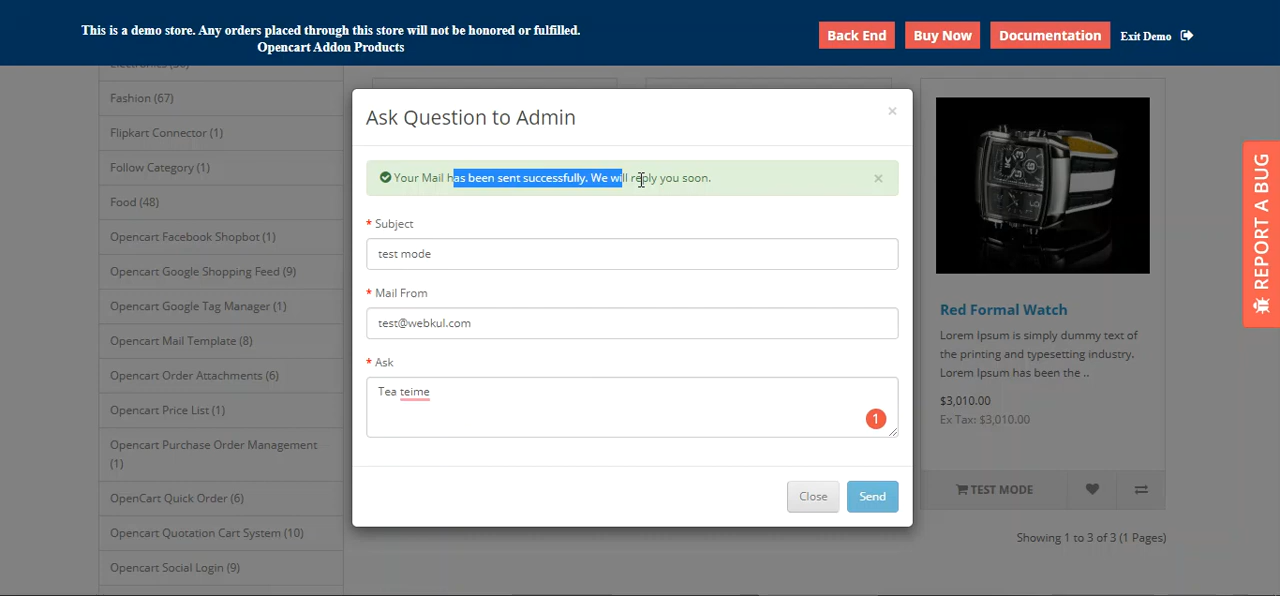 This is a demo store. Any orders placed through this store will not be honored or fulfilled.
Opencart Addon Products
Back End
Buy Now
Documentation
Exit Demo
Electronics (50)
Fashion (67)
Flipkart Connector (1)
Follow Category (1)
Food (48)
Opencart Facebook Shopbot (1)
Opencart Google Shopping Feed (9)
Opencart Google Tag Manager (1)
Opencart Mail Template (8)
Opencart Order Attachments (6)
Opencart Price List (1)
Opencart Purchase Order Management
(1)
OpenCart Quick Order (6)
Opencart Quotation Cart System (10)
Opencart Social Login (9)
Ask Question to Admin
×
Your Mail has been sent successfully. We will reply you soon.
×
* Subject
test mode
* Mail From
test@webkul.com
* Ask
Tea teime
1
Close
Send
Red Formal Watch
Lorem Ipsum is simply dummy text of
the printing and typesetting industry.
Lorem Ipsum has been the ..
$3,010.00
Ex Tax: $3,010.00
TEST MODE
Showing 1 to 3 of 3 (1 Pages)
REPORT A BUG